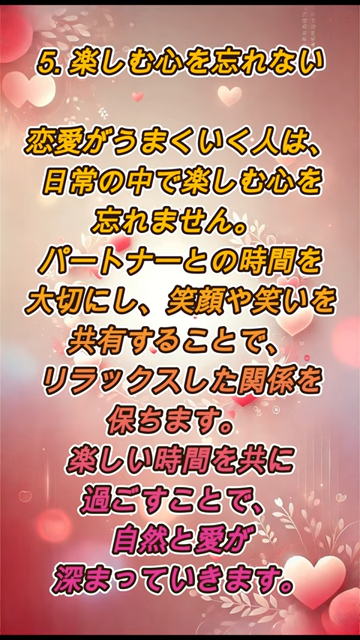 5. 楽しむ心を忘れない
恋愛がうまくいく人は、
日常の中で楽しむ心を
忘れません。
パートナーとの時間を
大切にし、笑顔や笑いを
共有することで、
リラックスした関係を
保ちます。
楽しい時間を共に
過ごすことで、
自然と愛が
深まっていきます。